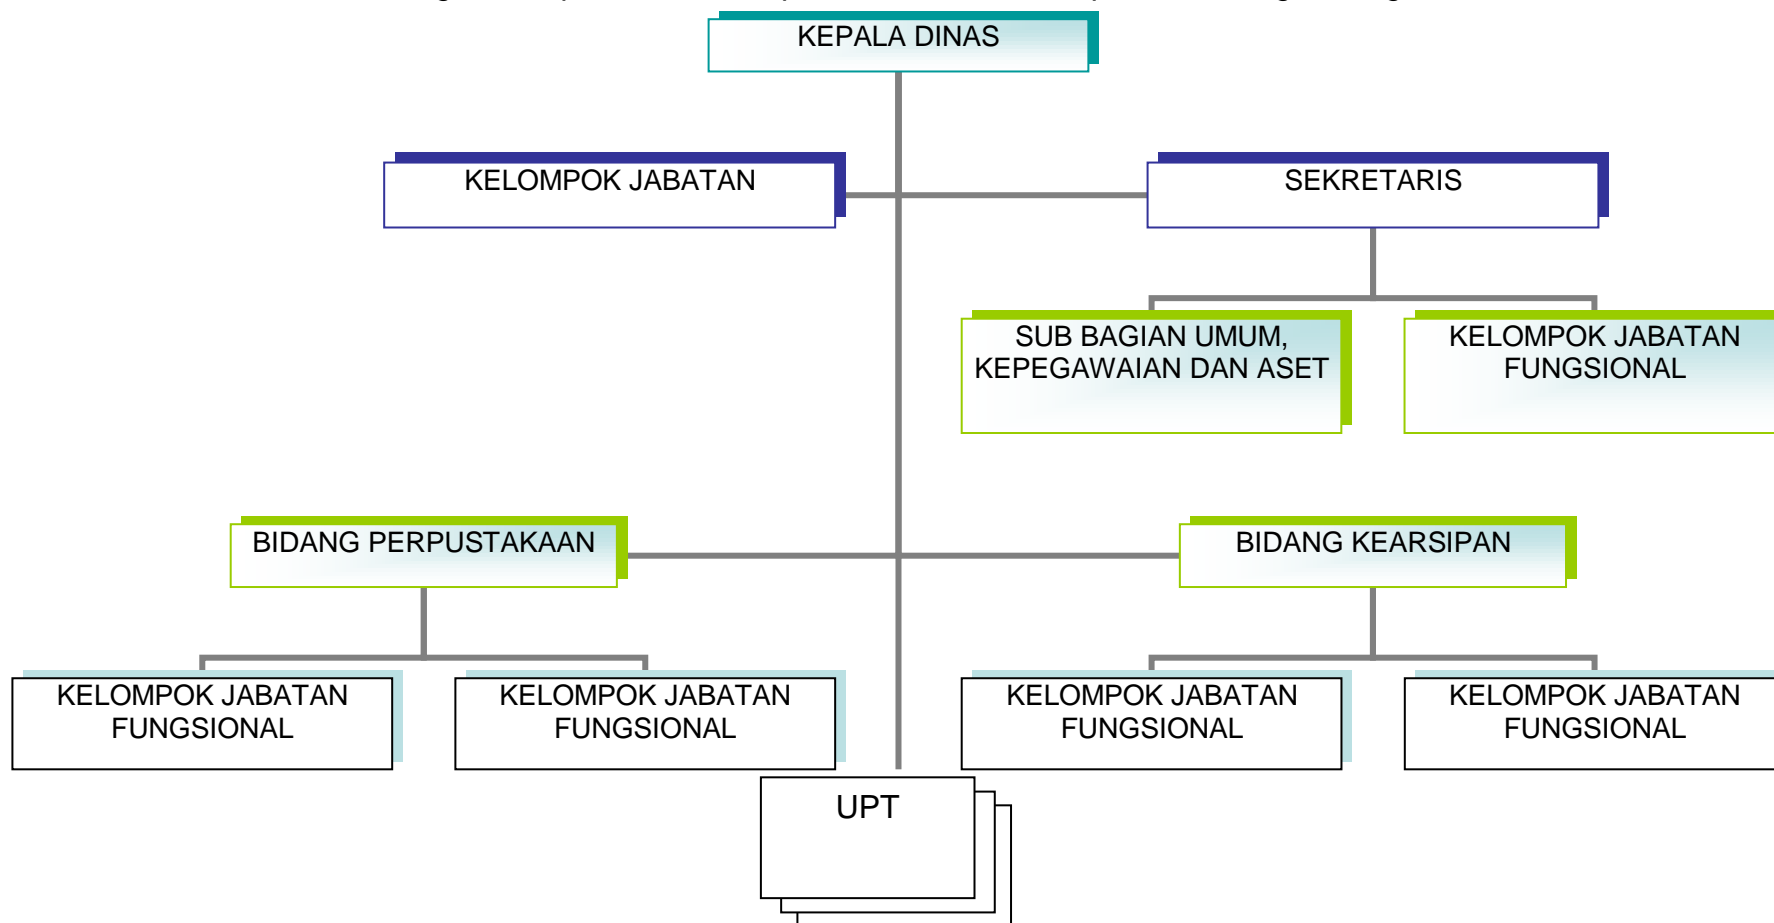 KEPALA DINAS
KELOMPOK JABATAN
SEKRETARIS
SUB BAGIAN UMUM,
KEPEGAWAIAN DAN ASET
KELOMPOK JABATAN
FUNGSIONAL
BIDANG PERPUSTAKAAN
BIDANG KEARSIPAN
KELOMPOK JABATAN
FUNGSIONAL
KELOMPOK JABATAN
FUNGSIONAL
KELOMPOK JABATAN
FUNGSIONAL
KELOMPOK JABATAN
FUNGSIONAL
UPT